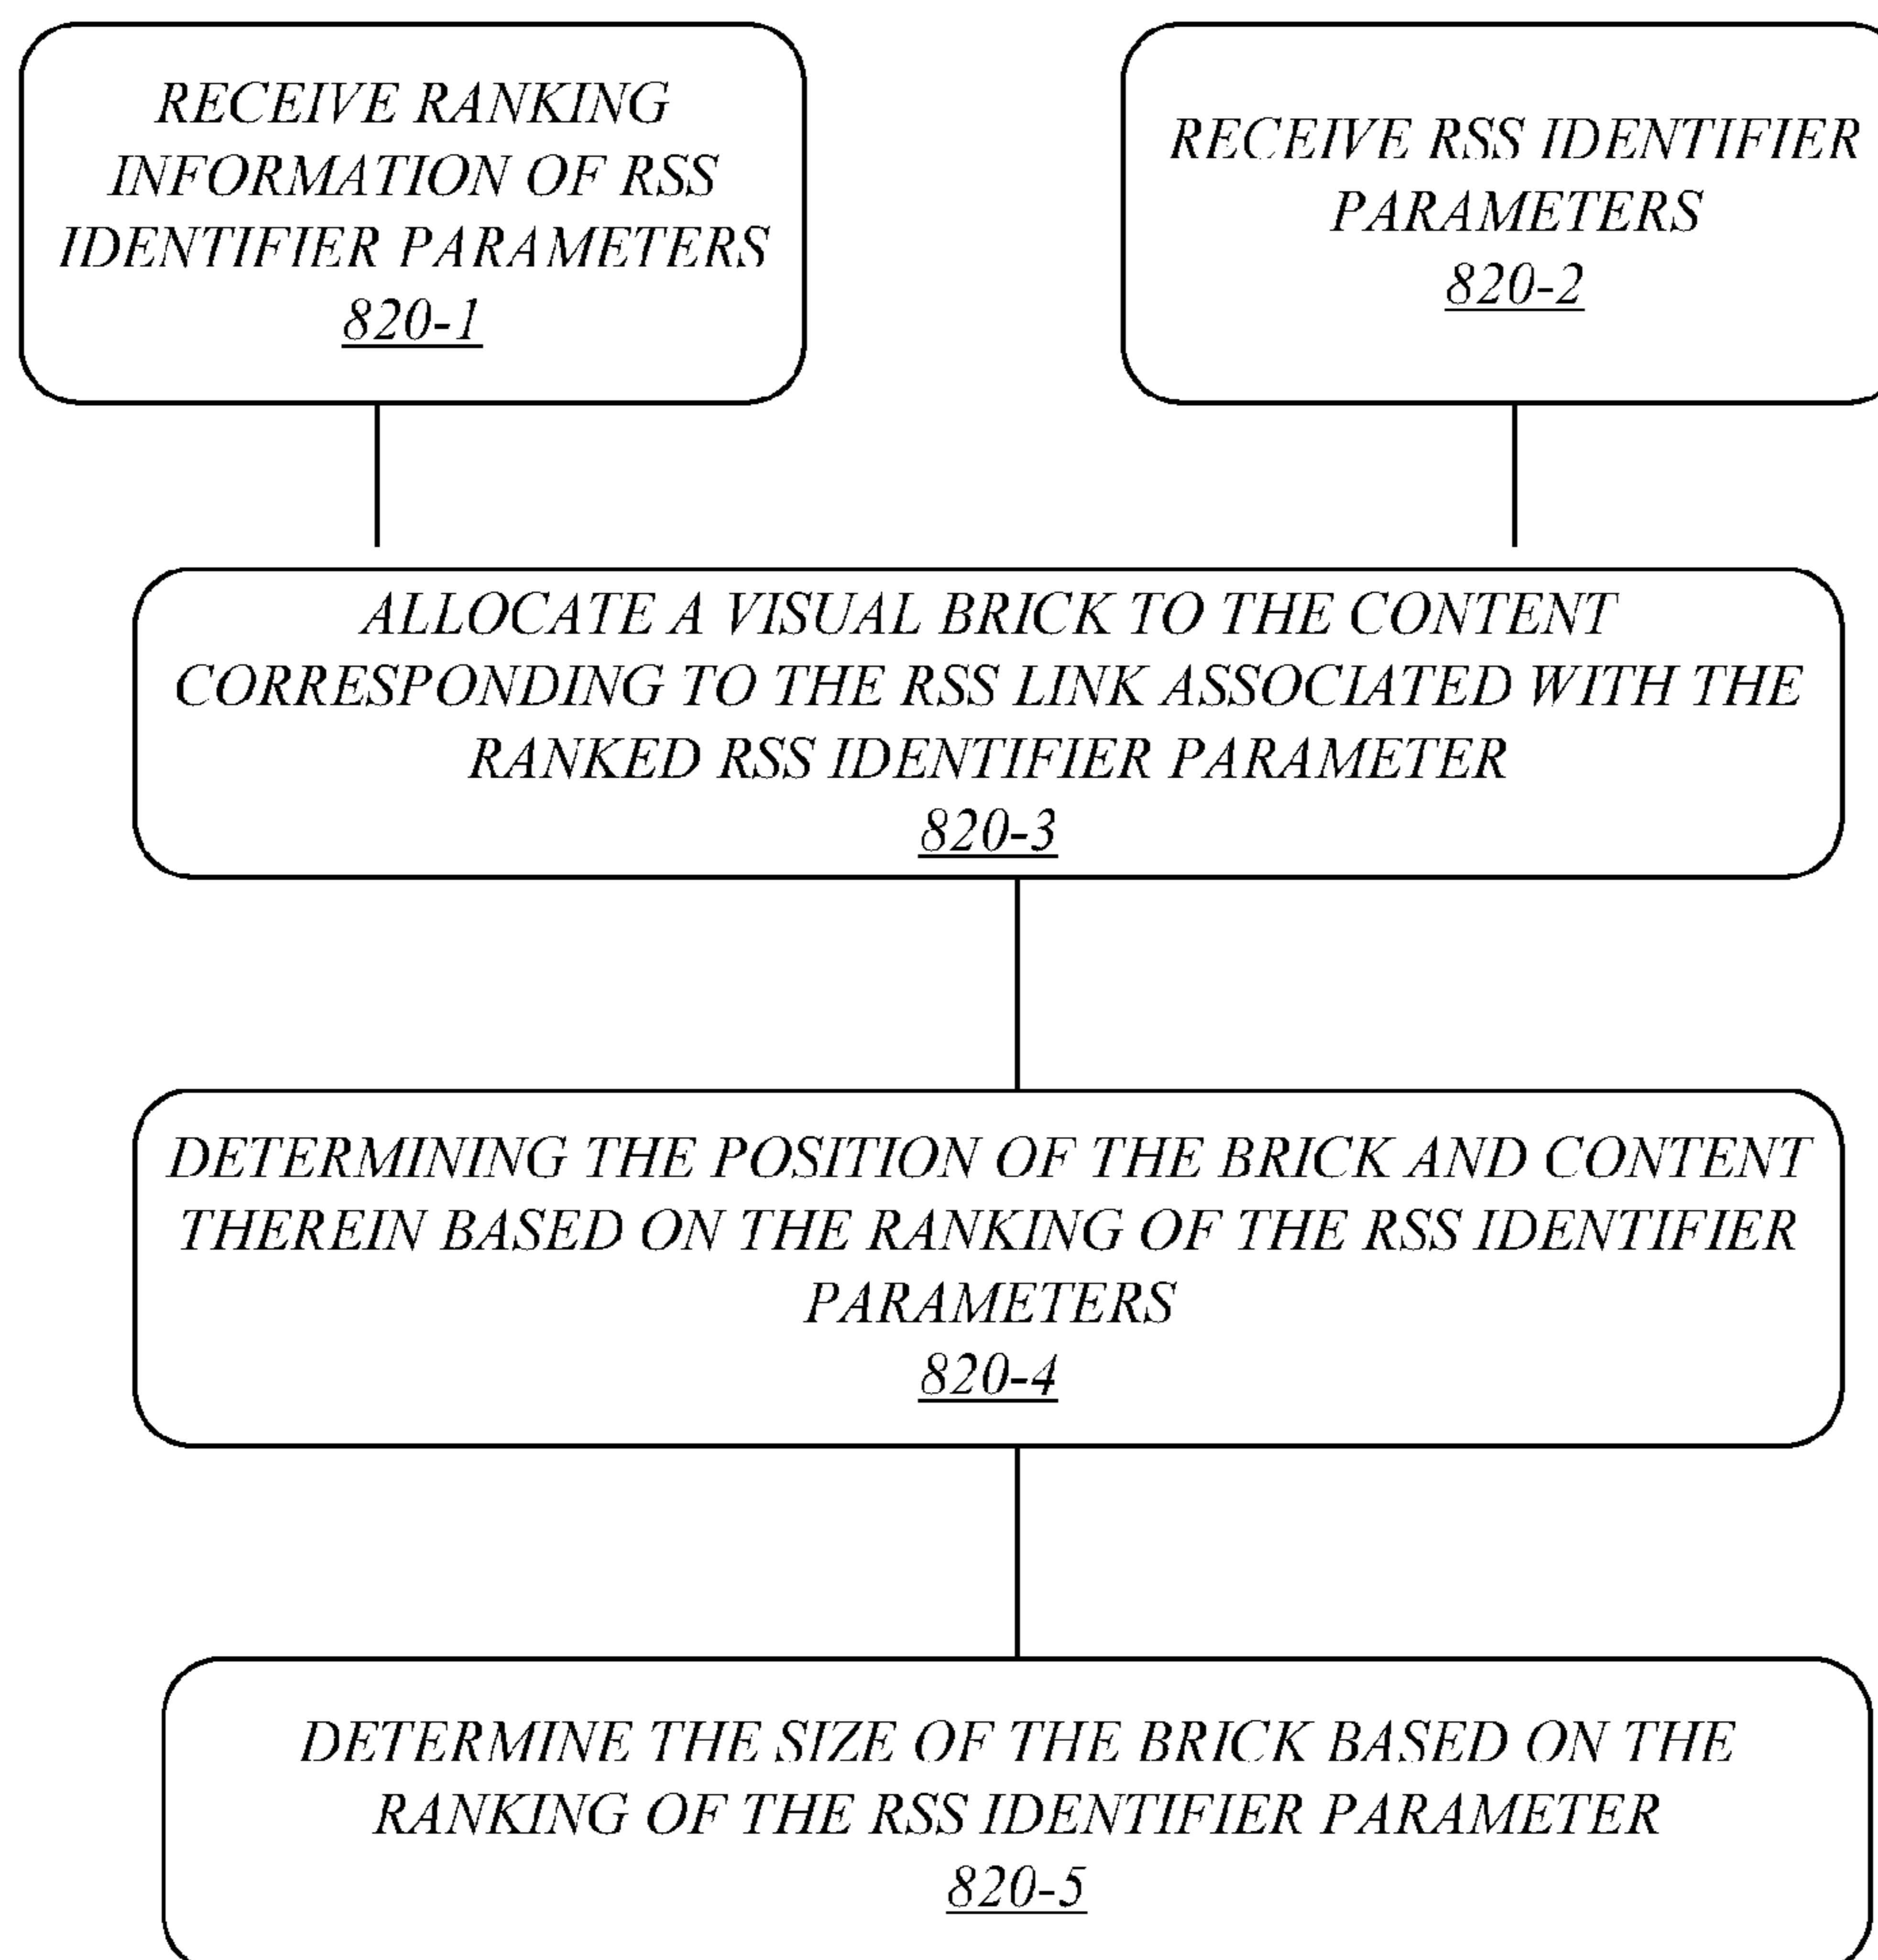 RECEIVE RANKING
INFORMATION OF RSS
IDENTIFIER PARAMETERS
820-1
RECEIVE RSS IDENTIFIER
PARAMETERS
820-2
ALLOCATE A VISUAL BRICK TO THE CONTENT
CORRESPONDING TO THE RSS LINK ASSOCIATED WITH THE
RANKED RSS IDENTIFIER PARAMETER
820-3
DETERMINING THE POSITION OF THE BRICK AND CONTENT
THEREIN BASED ON THE RANKING OF THE RSS IDENTIFIER
PARAMETERS
820-4
DETERMINE THE SIZE OF THE BRICK BASED ON THE
RANKING OF THE RSS IDENTIFIER PARAMETER
820-5